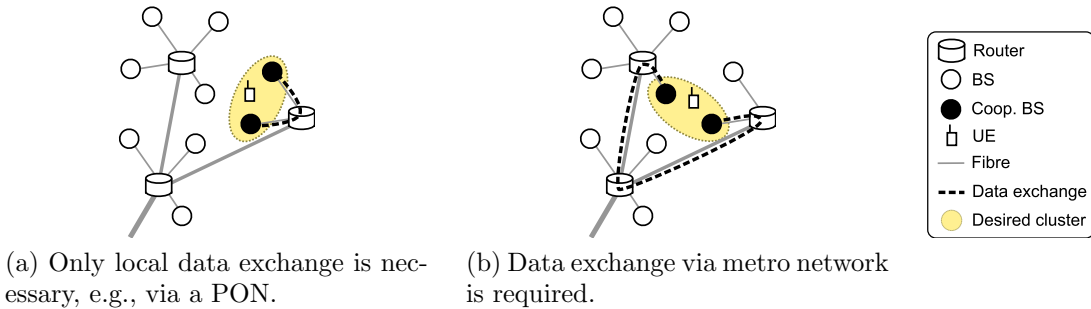 Router
BS
Coop. BS
UE
Fibre
Data exchange
Desired cluster
(a) Only local data exchange is nec-
essary, e.g., via a PON.
(b) Data exchange via metro network
is required.